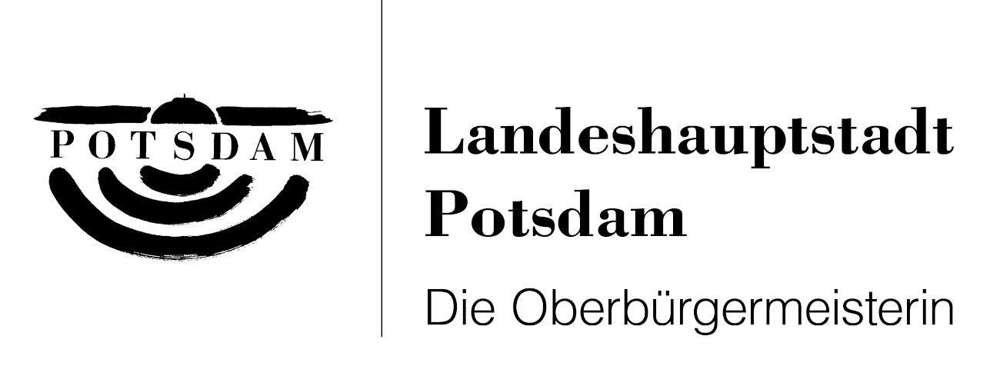 POTSDAM
Landeshauptstadt
Potsdam
Die Oberbürgermeisterin